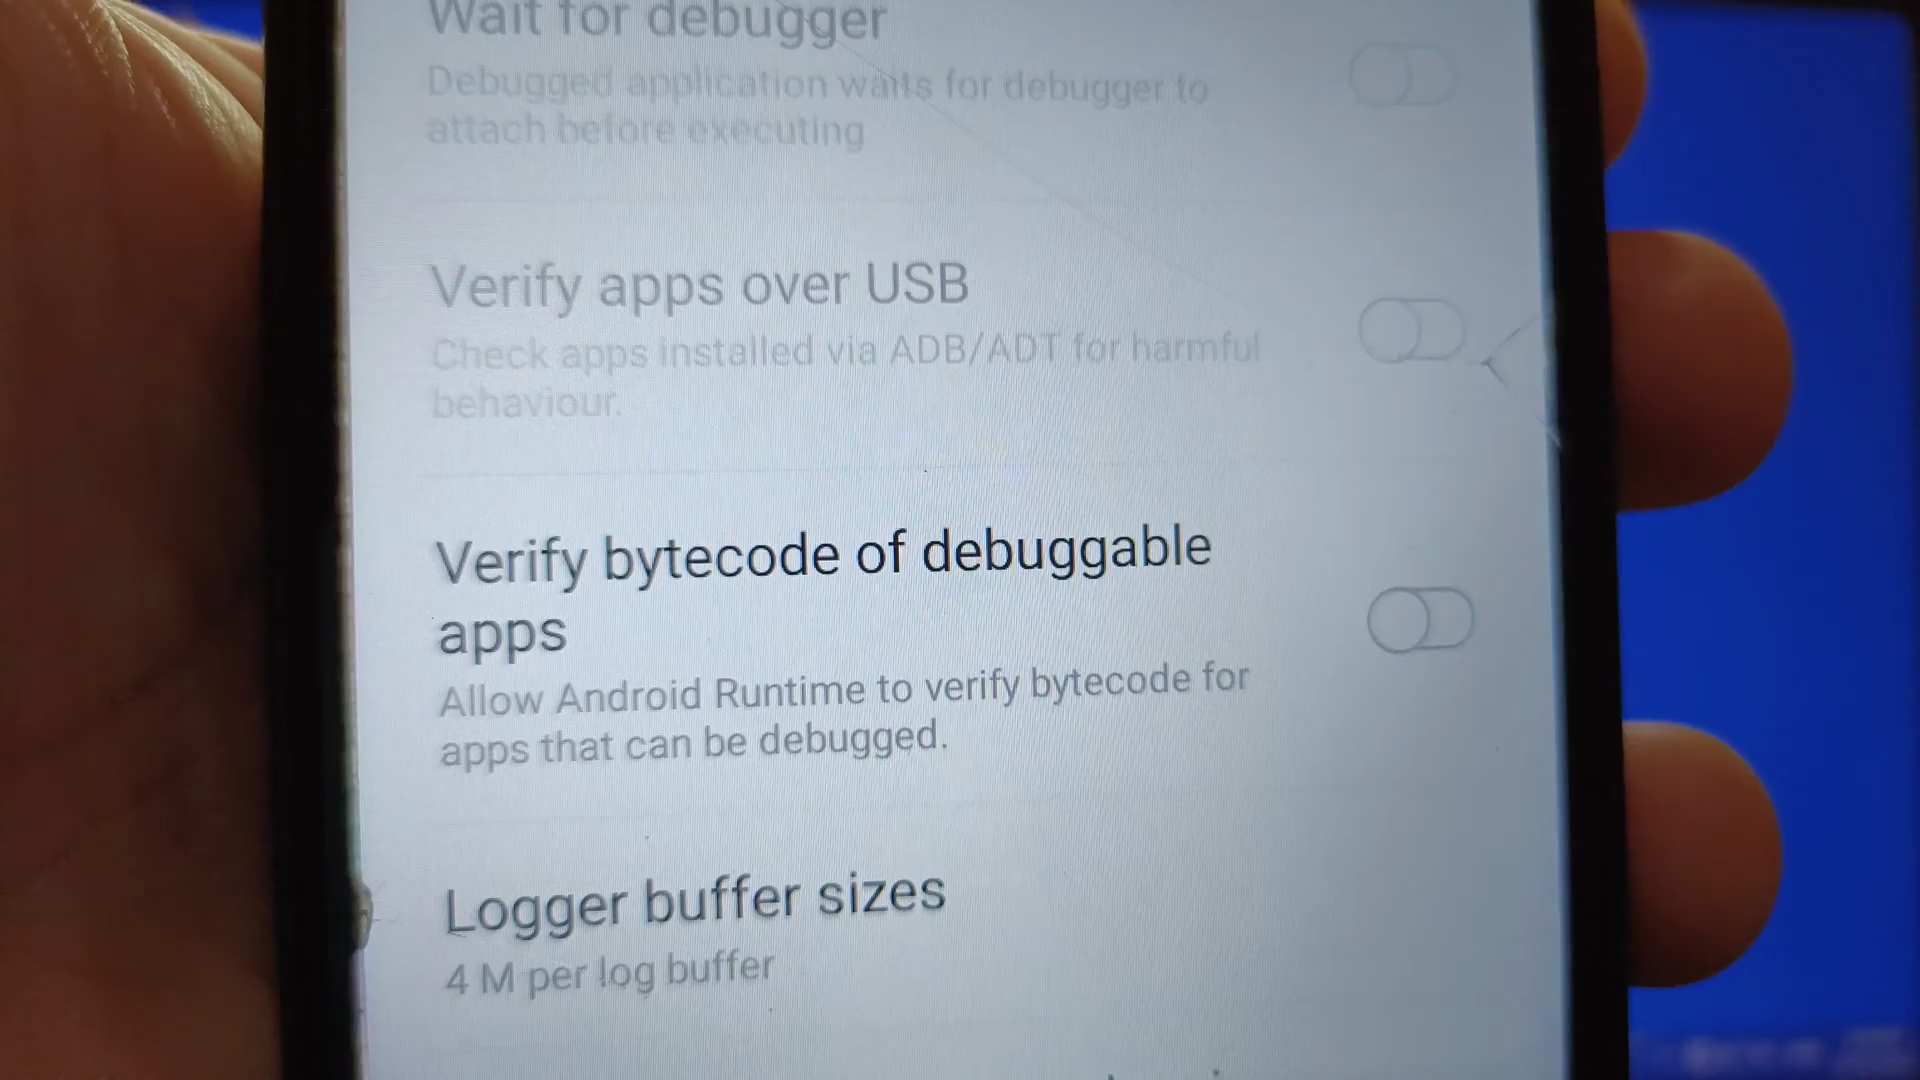 Wait for debugger
Debugged application waits for debugger to
attach before executing
Verify apps over USB
Check apps installed via ADB/ADT for harmful
behaviour.
Verify bytecode of debuggable
apps
Allow Android Runtime to verify bytecode for
apps that can be debugged.
Logger buffer sizes
4 M per log buffer